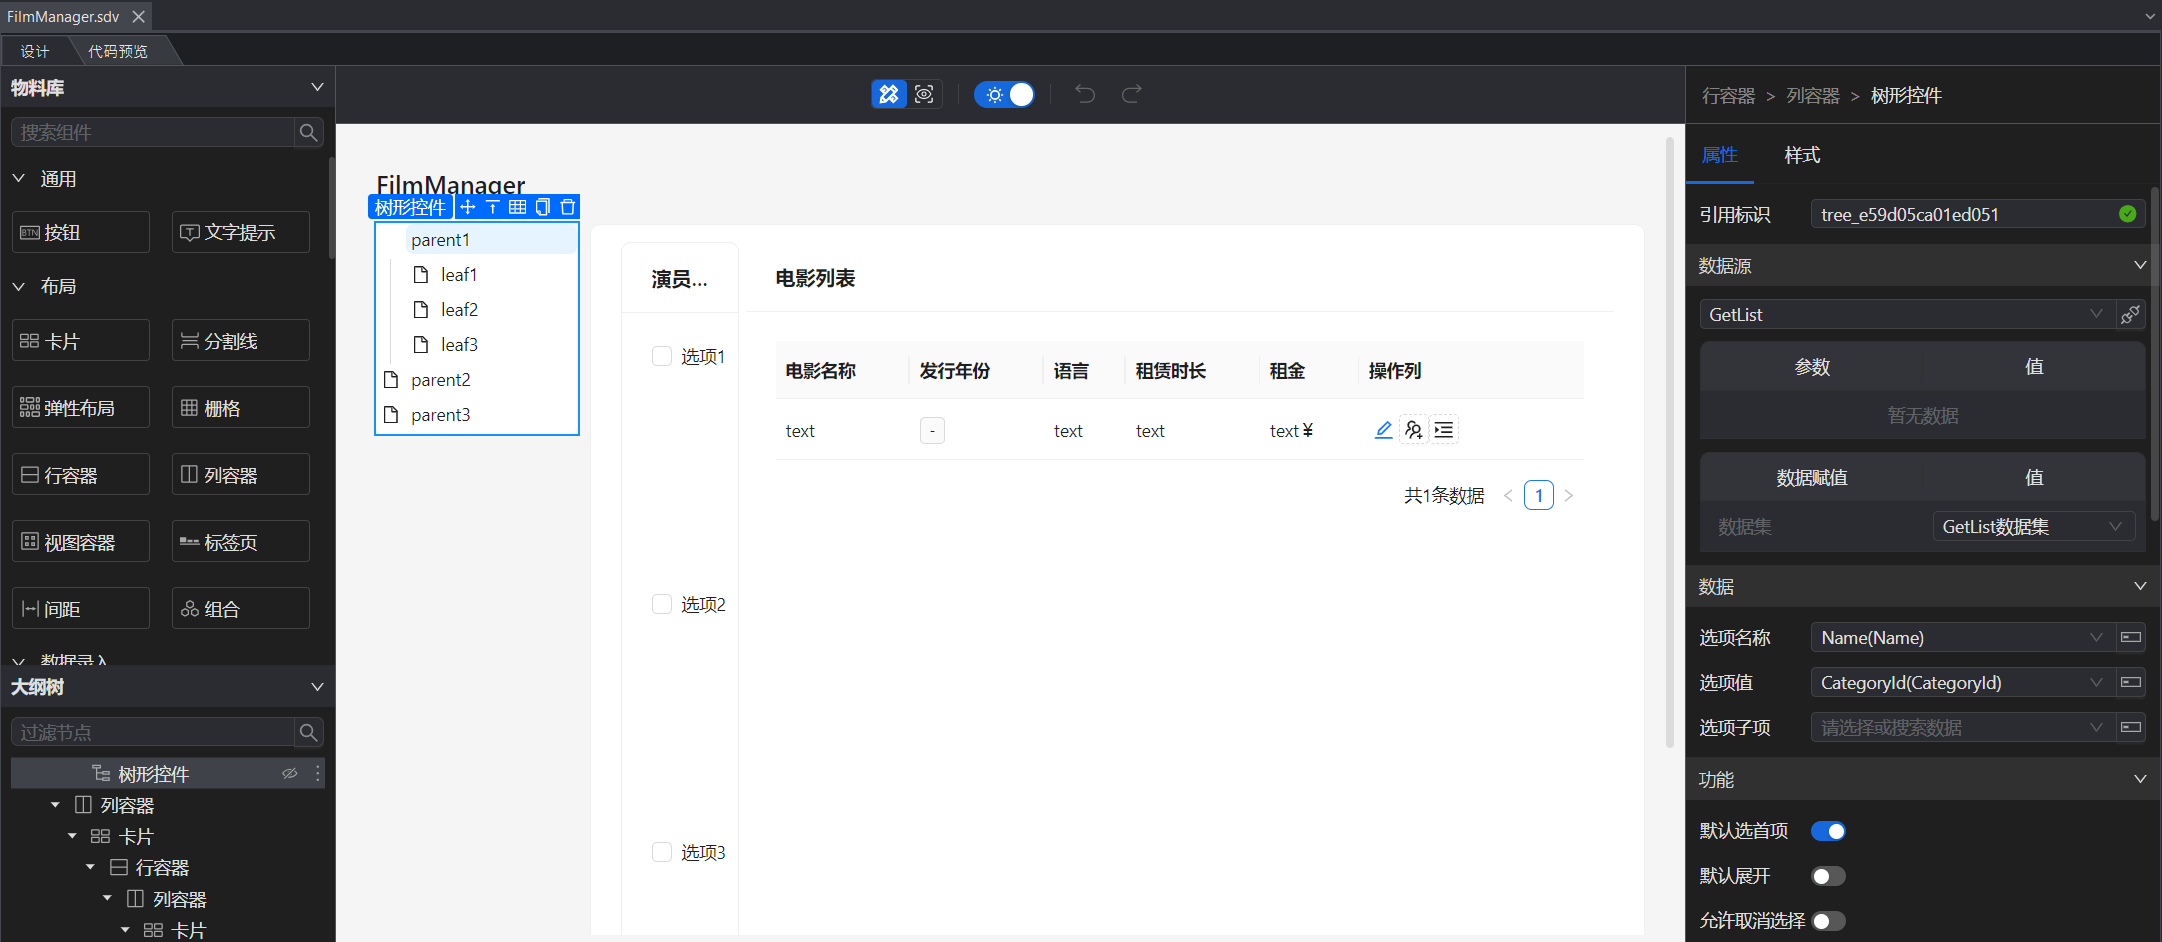 FilmManager.sdv
设计
代码预览
物料库
搜索组件
通用
按钮
文字提示
布局
卡片
分割线
弹性布局
栅格
行容器
列容器
视图容器
标签页
间距
组合
数据录入
大纲树
过滤节点
树形控件
列容器
卡片
行容器
列容器
卡片
FilmManager
树形控件
parent1
leaf1
leaf2
leaf3
parent2
parent3
演员...
选项1
选项2
选项3
电影列表
电影名称 发行年份 语言 租赁时长 租金 操作列
text - text text text ¥
共1条数据 < 1 >
行容器 > 列容器 > 树形控件
属性 样式
引用标识 tree_e59d05ca01ed051
数据源
GetList
参数 值
暂无数据
数据赋值 值
数据集 GetList数据集
数据
选项名称 Name(Name)
选项值 CategoryId(CategoryId)
选项子项 请选择或搜索数据
功能
默认选首项
默认展开
允许取消选择